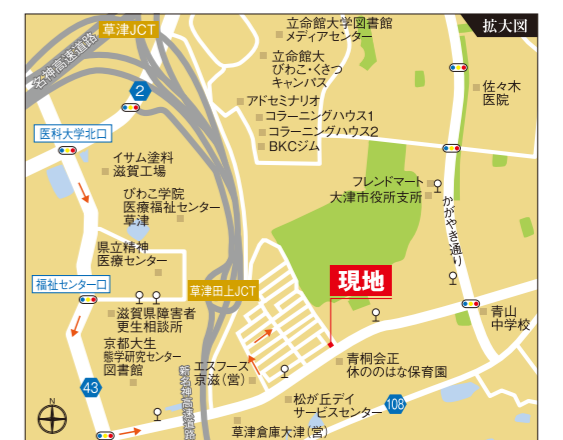 拡大図
立命館大学図書館
メディアセンター
草津JCT
名神高速道路
立命館大
びわこ・くさつ
キャンパス
2
佐々木
医院
アドセミナリオ
コラーニングハウス1
コラーニングハウス2
BKCジム
医科大学北口
イサム塗料
滋賀工場
フレンドマート
大津市役所支所
びわこ学院
医療福祉センター
草津
かがやき通り
県立精神
医療センター
福祉センター口
草津田上JCT
現地
滋賀県障害者
更生相談所
青山
中学校
京都大生
態学研究センター
図書館
エスフーズ
京滋(営)
青桐会正
休ののはな保育園
新名神高速道路
43
松が丘デイ
サービスセンター
108
N
草津倉庫大津(営)